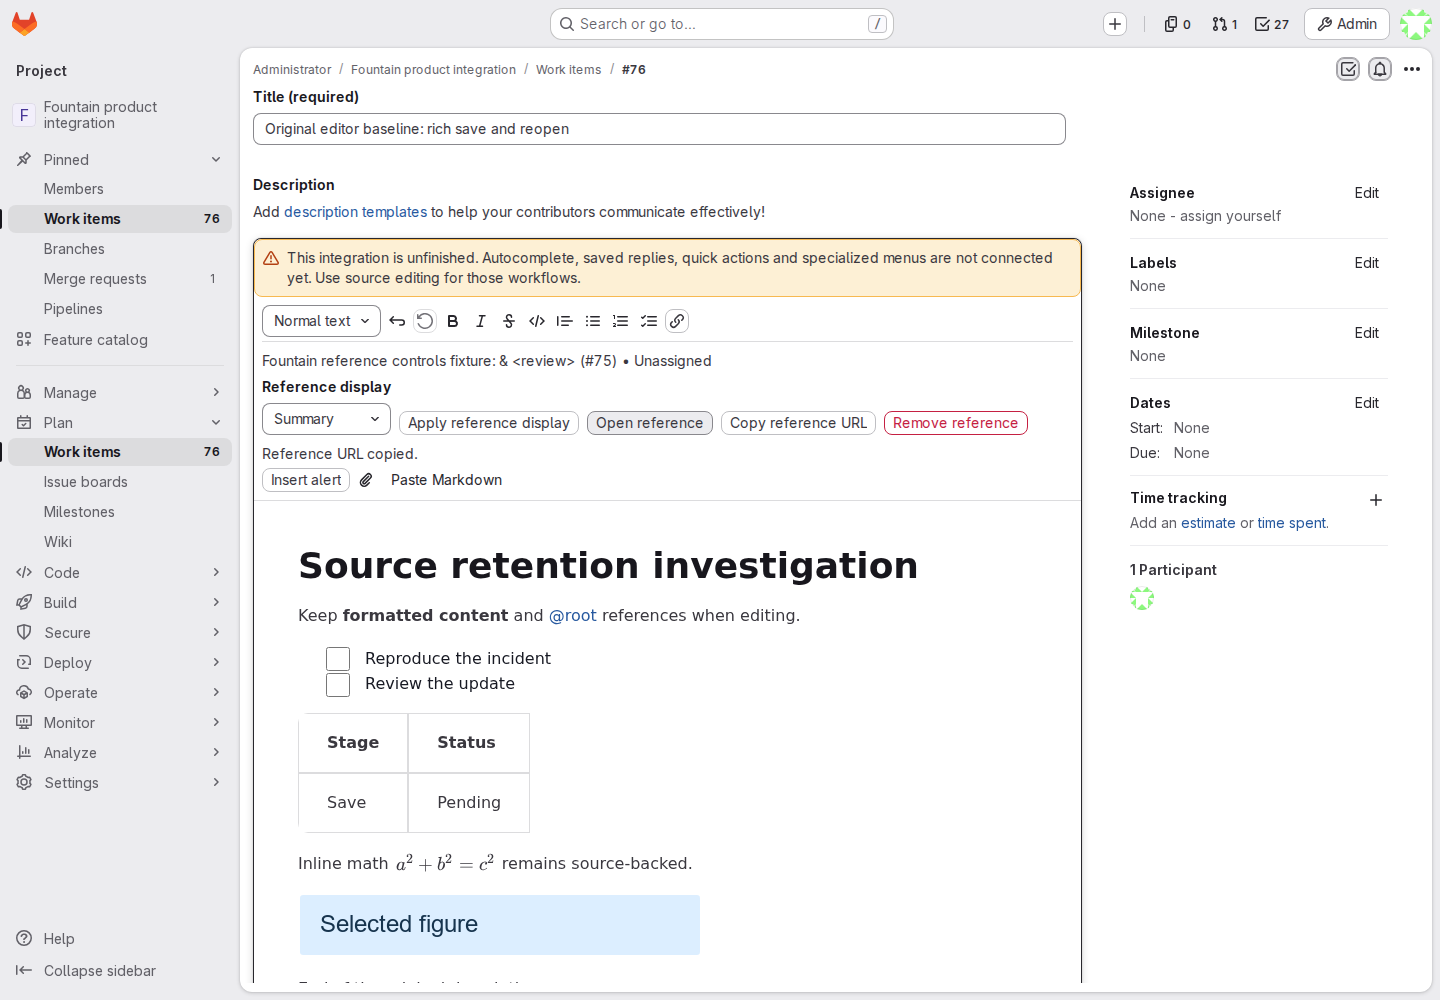 Search or go to...
/
0
1
27
Admin
Project
F
Fountain product integration
Pinned
Members
Work items
76
Branches
Merge requests
1
Pipelines
Feature catalog
Manage
Plan
Work items
76
Issue boards
Milestones
Wiki
Code
Build
Secure
Deploy
Operate
Monitor
Analyze
Settings
Help
Collapse sidebar
Administrator / Fountain product integration / Work items / #76
Title (required)
Original editor baseline: rich save and reopen
Description
Add description templates to help your contributors communicate effectively!
This integration is unfinished. Autocomplete, saved replies, quick actions and specialized menus are not connected
yet. Use source editing for those workflows.
Normal text
Fountain reference controls fixture: & <review> (#75) • Unassigned
Reference display
Summary
Apply reference display
Open reference
Copy reference URL
Remove reference
Reference URL copied.
Insert alert
Paste Markdown
Source retention investigation
Keep formatted content and @root references when editing.
Reproduce the incident
Review the update
Stage Status
Save Pending
Inline math a² + b² = c² remains source-backed.
Selected figure
Assignee Edit
None - assign yourself
Labels Edit
None
Milestone Edit
None
Dates Edit
Start: None
Due: None
Time tracking
Add an estimate or time spent.
1 Participant